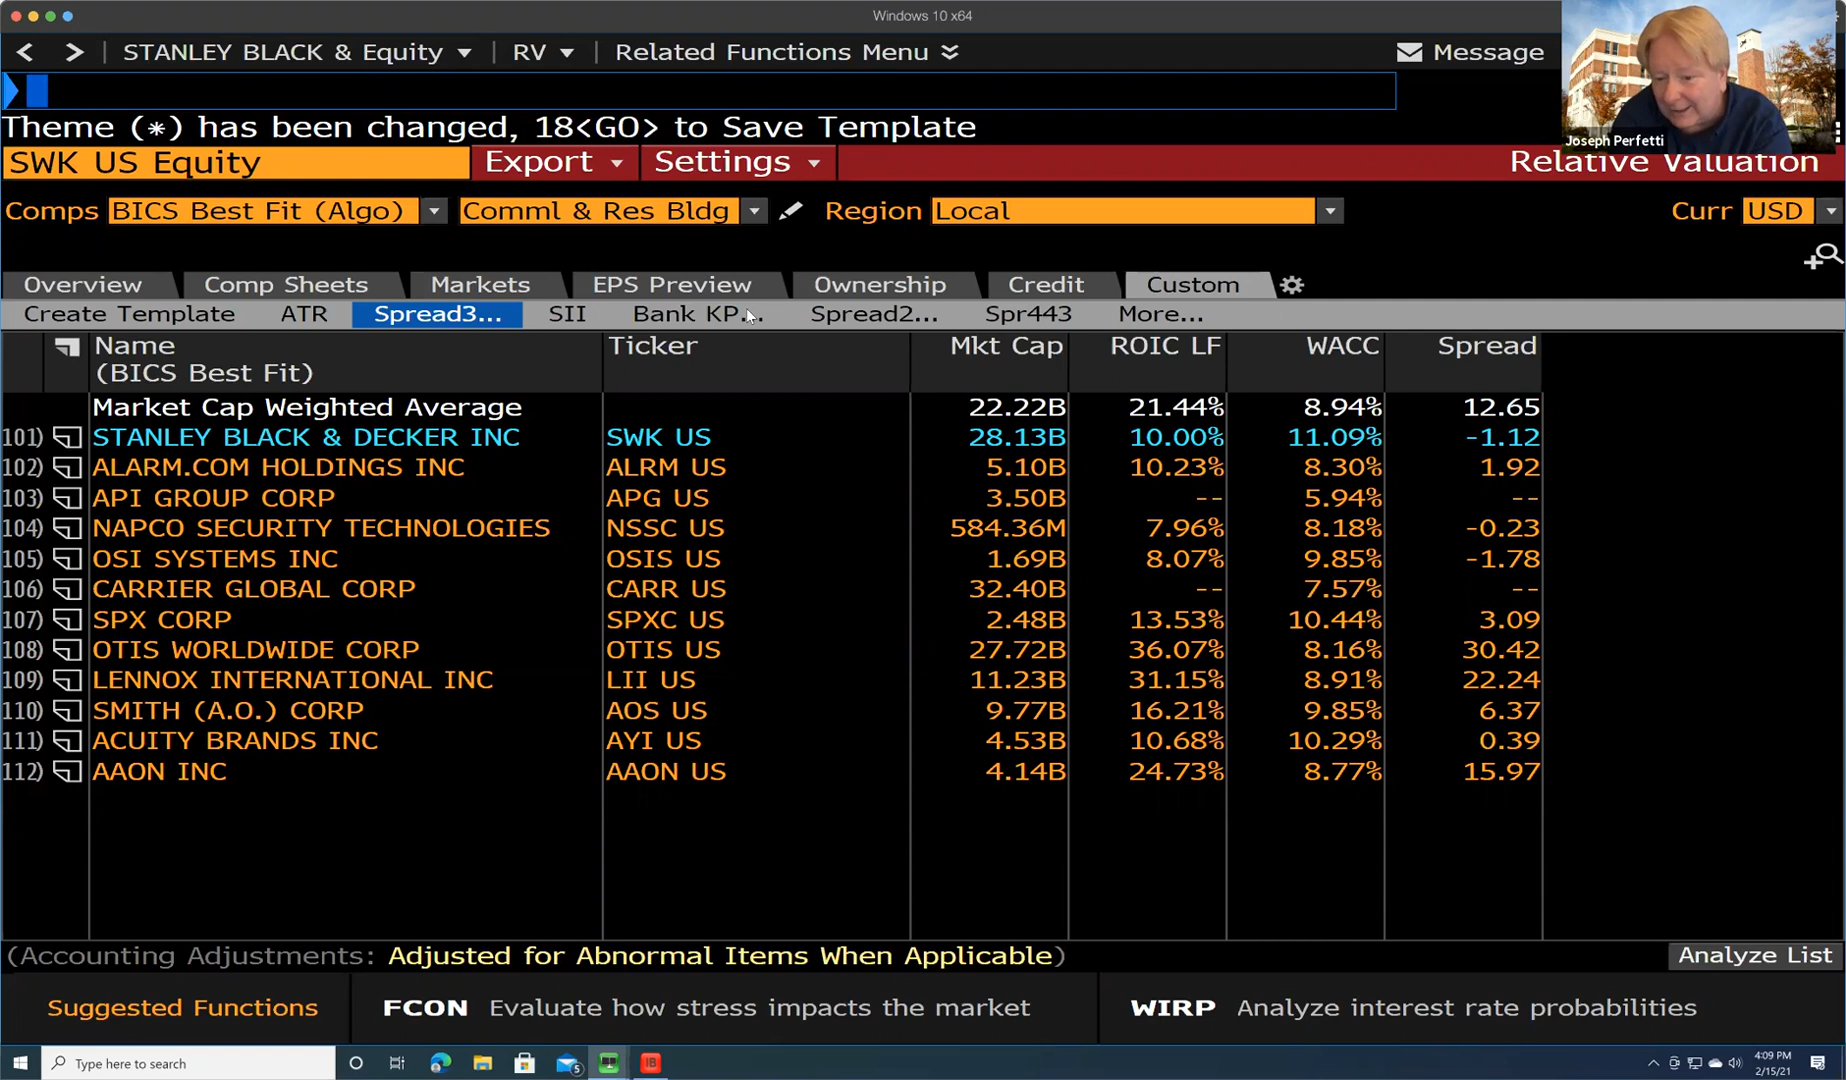 Windows 10 x64
< > STANLEY BLACK & Equity RV Related Functions Menu Message
Theme (*) has been changed, 18<GO> to Save Template
SWK US Equity Export Settings Relative Valuation
Joseph Perfetti
Comps BICS Best Fit (Algo) Comml & Res Bldg Region Local Curr USD
Overview Comp Sheets Markets EPS Preview Ownership Credit Custom
Create Template ATR Spread3... SII Bank KP... Spread2... Spr443 More...
Name Ticker Mkt Cap ROIC LF WACC Spread
(BICS Best Fit)
Market Cap Weighted Average 22.22B 21.44% 8.94% 12.65
101) STANLEY BLACK & DECKER INC SWK US 28.13B 10.00% 11.09% -1.12
102) ALARM.COM HOLDINGS INC ALRM US 5.10B 10.23% 8.30% 1.92
103) API GROUP CORP APG US 3.50B -- 5.94% --
104) NAPCO SECURITY TECHNOLOGIES NSSC US 584.36M 7.96% 8.18% -0.23
105) OSI SYSTEMS INC OSIS US 1.69B 8.07% 9.85% -1.78
106) CARRIER GLOBAL CORP CARR US 32.40B -- 7.57% --
107) SPX CORP SPXC US 2.48B 13.53% 10.44% 3.09
108) OTIS WORLDWIDE CORP OTIS US 27.72B 36.07% 8.16% 30.42
109) LENNOX INTERNATIONAL INC LII US 11.23B 31.15% 8.91% 22.24
110) SMITH (A.O.) CORP AOS US 9.77B 16.21% 9.85% 6.37
111) ACUITY BRANDS INC AYI US 4.53B 10.68% 10.29% 0.39
112) AAON INC AAON US 4.14B 24.73% 8.77% 15.97
(Accounting Adjustments: Adjusted for Abnormal Items When Applicable) Analyze List
Suggested Functions FCON Evaluate how stress impacts the market WIRP Analyze interest rate probabilities
Type here to search 5 IB 4:09 PM
2/15/21